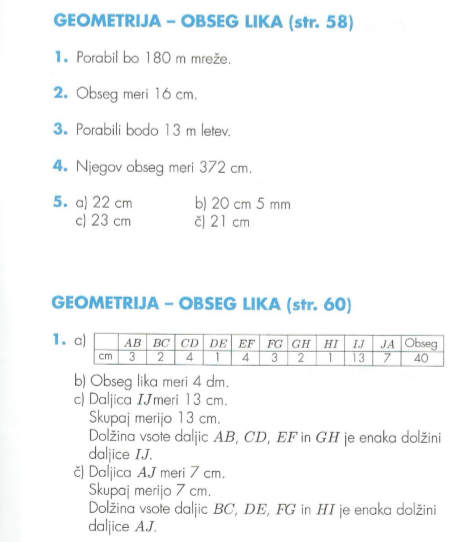 GEOMETRIJA – OBSEG LIKA (str. 58)
1. Porabil bo 180 m mreže.
2. Obseg meri 16 cm.
3. Porabili bodo 13 m letev.
4. Njegov obseg meri 372 cm.
5. a) 22 cm b) 20 cm 5 mm
c) 23 cm č) 21 cm
GEOMETRIJA – OBSEG LIKA (str. 60)
1. a) AB BC CD DE EF FG GH HI IJ JA Obseg
cm 3 2 4 1 4 3 2 1 13 7 40
b) Obseg lika meri 4 dm.
c) Daljica IJ meri 13 cm.
Skupaj merijo 13 cm.
Dolžina vsote daljic AB, CD, EF in GH je enaka dolžini
daljice IJ.
č) Daljica AJ meri 7 cm.
Skupaj merijo 7 cm.
Dolžina vsote daljic BC, DE, FG in HI je enaka dolžini
daljice AJ.